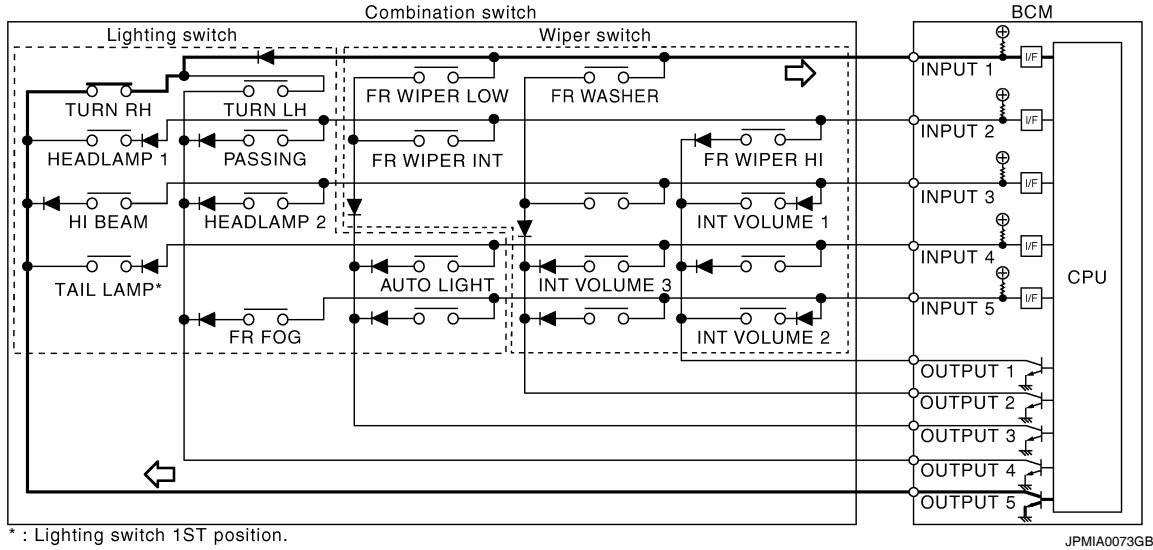 Combination switch
BCM
Lighting switch
Wiper switch
INPUT 1
I/F
TURN RH
TURN LH
FR WIPER LOW
FR WASHER
INPUT 2
I/F
HEADLAMP 1
PASSING
FR WIPER INT
FR WIPER HI
INPUT 3
I/F
HI BEAM
HEADLAMP 2
INT VOLUME 1
INPUT 4
I/F
TAIL LAMP*
AUTO LIGHT
INT VOLUME 3
CPU
INPUT 5
I/F
FR FOG
INT VOLUME 2
OUTPUT 1
OUTPUT 2
OUTPUT 3
OUTPUT 4
OUTPUT 5
* : Lighting switch 1ST position.
JPMIA0073GB